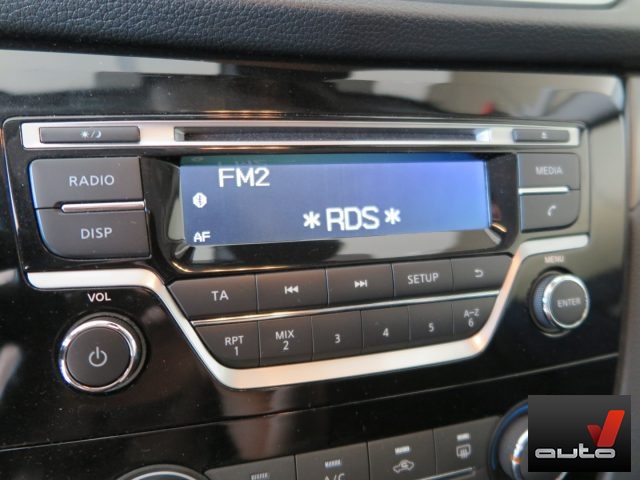 FM2
AF
*RDS*
RADIO
DISP
MEDIA
VOL
TA
SETUP
MENU
ENTER
RPT
1
MIX
2
3
4
5
A-Z
6
A/C
auto